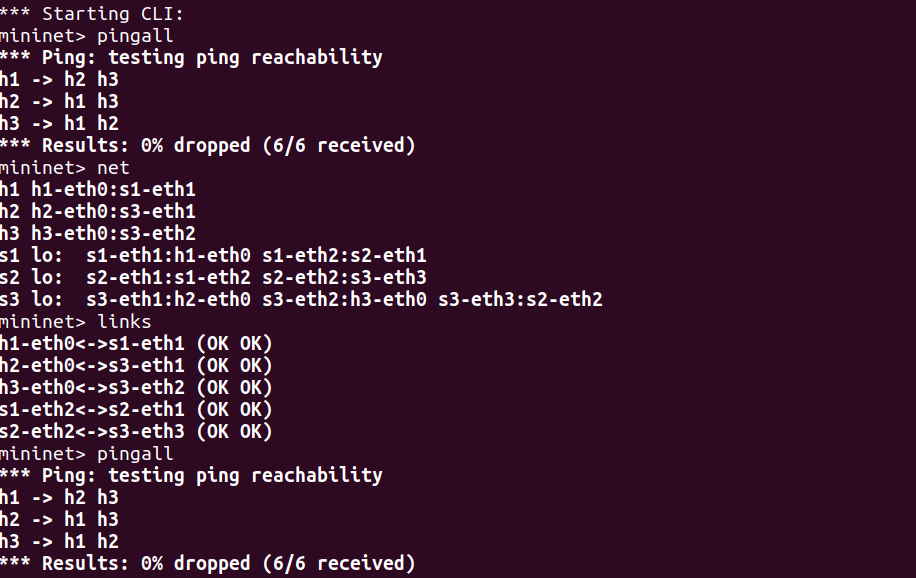 *** Starting CLI:
mininet> pingall
*** Ping: testing ping reachability
h1 -> h2 h3
h2 -> h1 h3
h3 -> h1 h2
*** Results: 0% dropped (6/6 received)
mininet> net
h1 h1-eth0:s1-eth1
h2 h2-eth0:s3-eth1
h3 h3-eth0:s3-eth2
s1 lo:  s1-eth1:h1-eth0 s1-eth2:s2-eth1
s2 lo:  s2-eth1:s1-eth2 s2-eth2:s3-eth3
s3 lo:  s3-eth1:h2-eth0 s3-eth2:h3-eth0 s3-eth3:s2-eth2
mininet> links
h1-eth0<->s1-eth1 (OK OK)
h2-eth0<->s3-eth1 (OK OK)
h3-eth0<->s3-eth2 (OK OK)
s1-eth2<->s2-eth1 (OK OK)
s2-eth2<->s3-eth3 (OK OK)
mininet> pingall
*** Ping: testing ping reachability
h1 -> h2 h3
h2 -> h1 h3
h3 -> h1 h2
*** Results: 0% dropped (6/6 received)